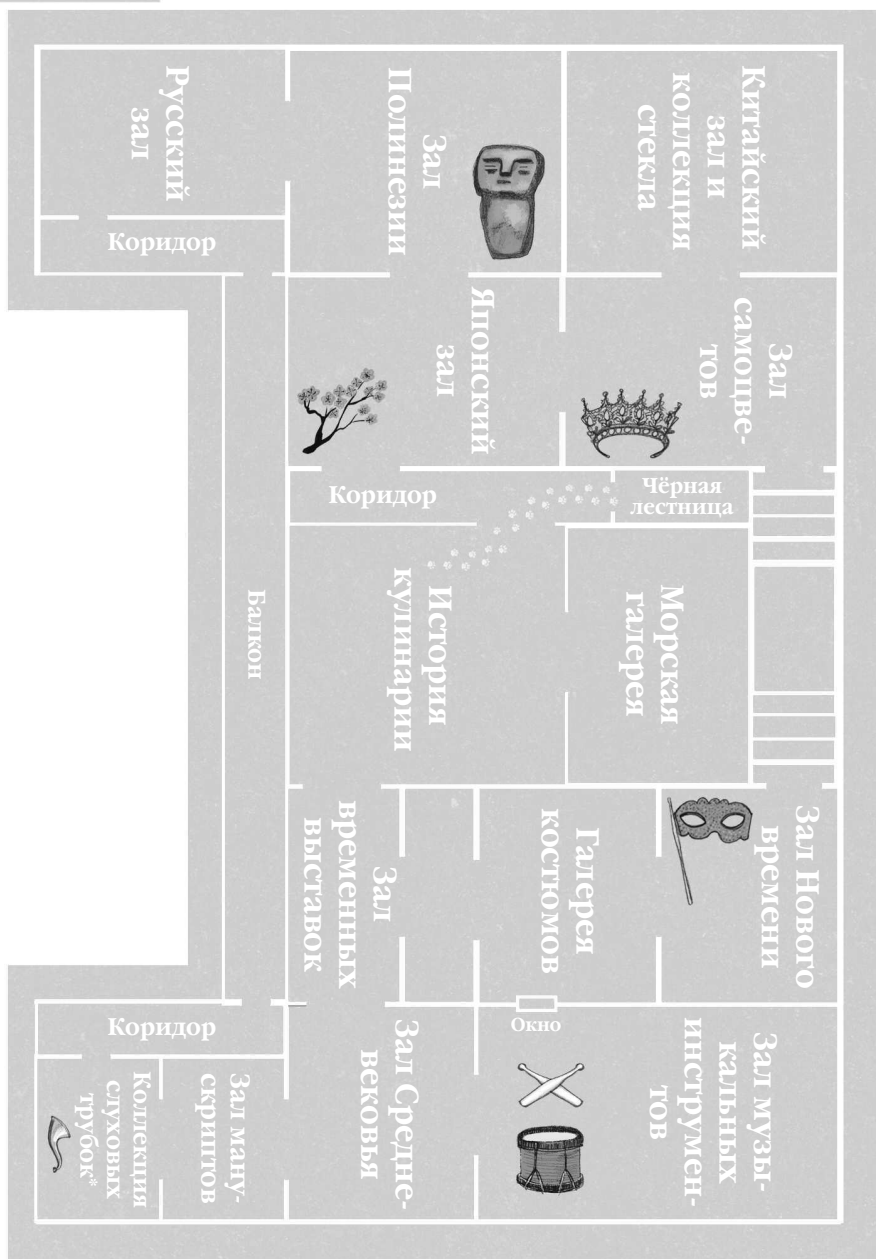 Русский
зал
Зал
Полинезии
Китайский
зал и
коллекция
стекла
Коридор
Японский
зал
Зал
самоцве-
тов
Коридор
Чёрная
лестница
Балкон
История
кулинарии
Морская
галерея
Зал
временных
выставок
Галерея
костюмов
Зал Нового
времени
Коридор
Окно
Коллекция
слуховых
трубок*
Зал ману-
скриптов
Зал Средне-
вековья
Зал музы-
кальных
инструмен-
тов